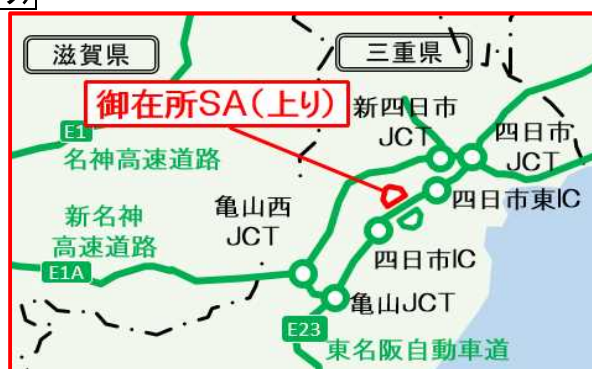 滋賀県
三重県
御在所SA(上り)
新四日市
JCT
四日市
JCT
E1
名神高速道路
四日市東IC
亀山西
JCT
新名神
高速道路
四日市IC
E1A
亀山JCT
E23
東名阪自動車道